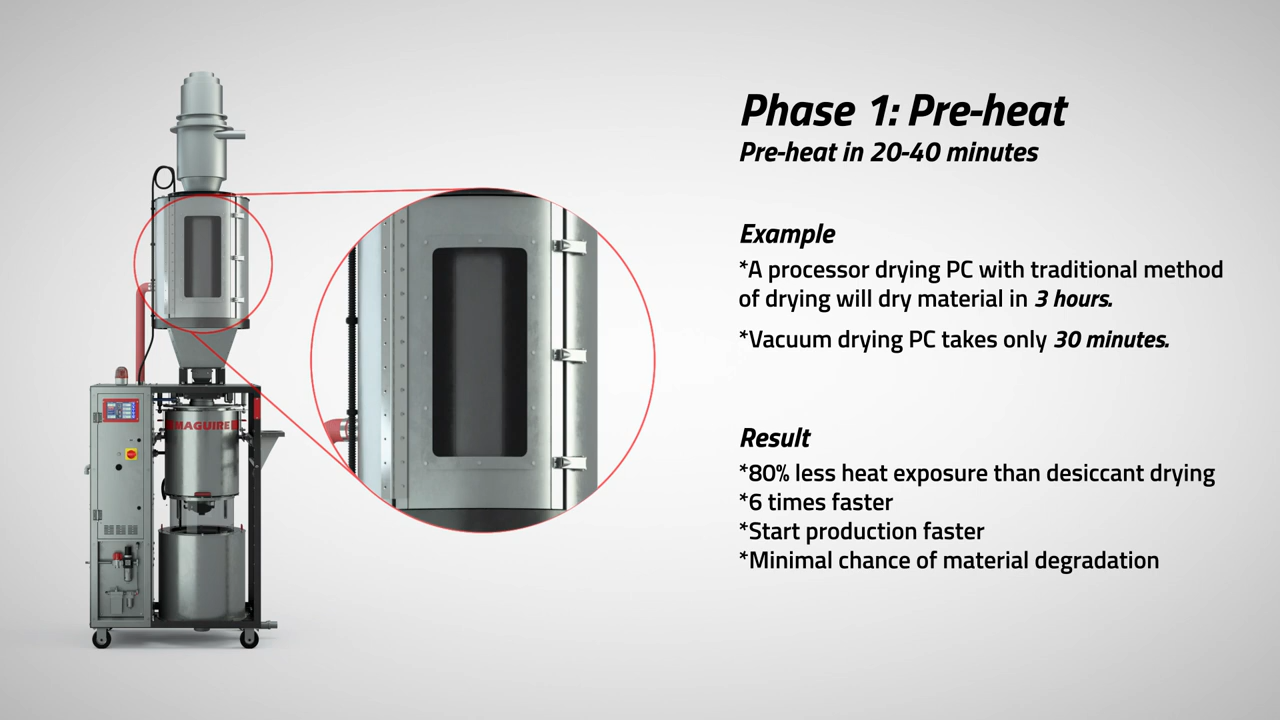 Phase 1: Pre-heat
Pre-heat in 20-40 minutes
Example
*A processor drying PC with traditional method
of drying will dry material in 3 hours.
*Vacuum drying PC takes only 30 minutes.
MAGUIRE
Result
*80% less heat exposure than desiccant drying
*6 times faster
*Start production faster
*Minimal chance of material degradation